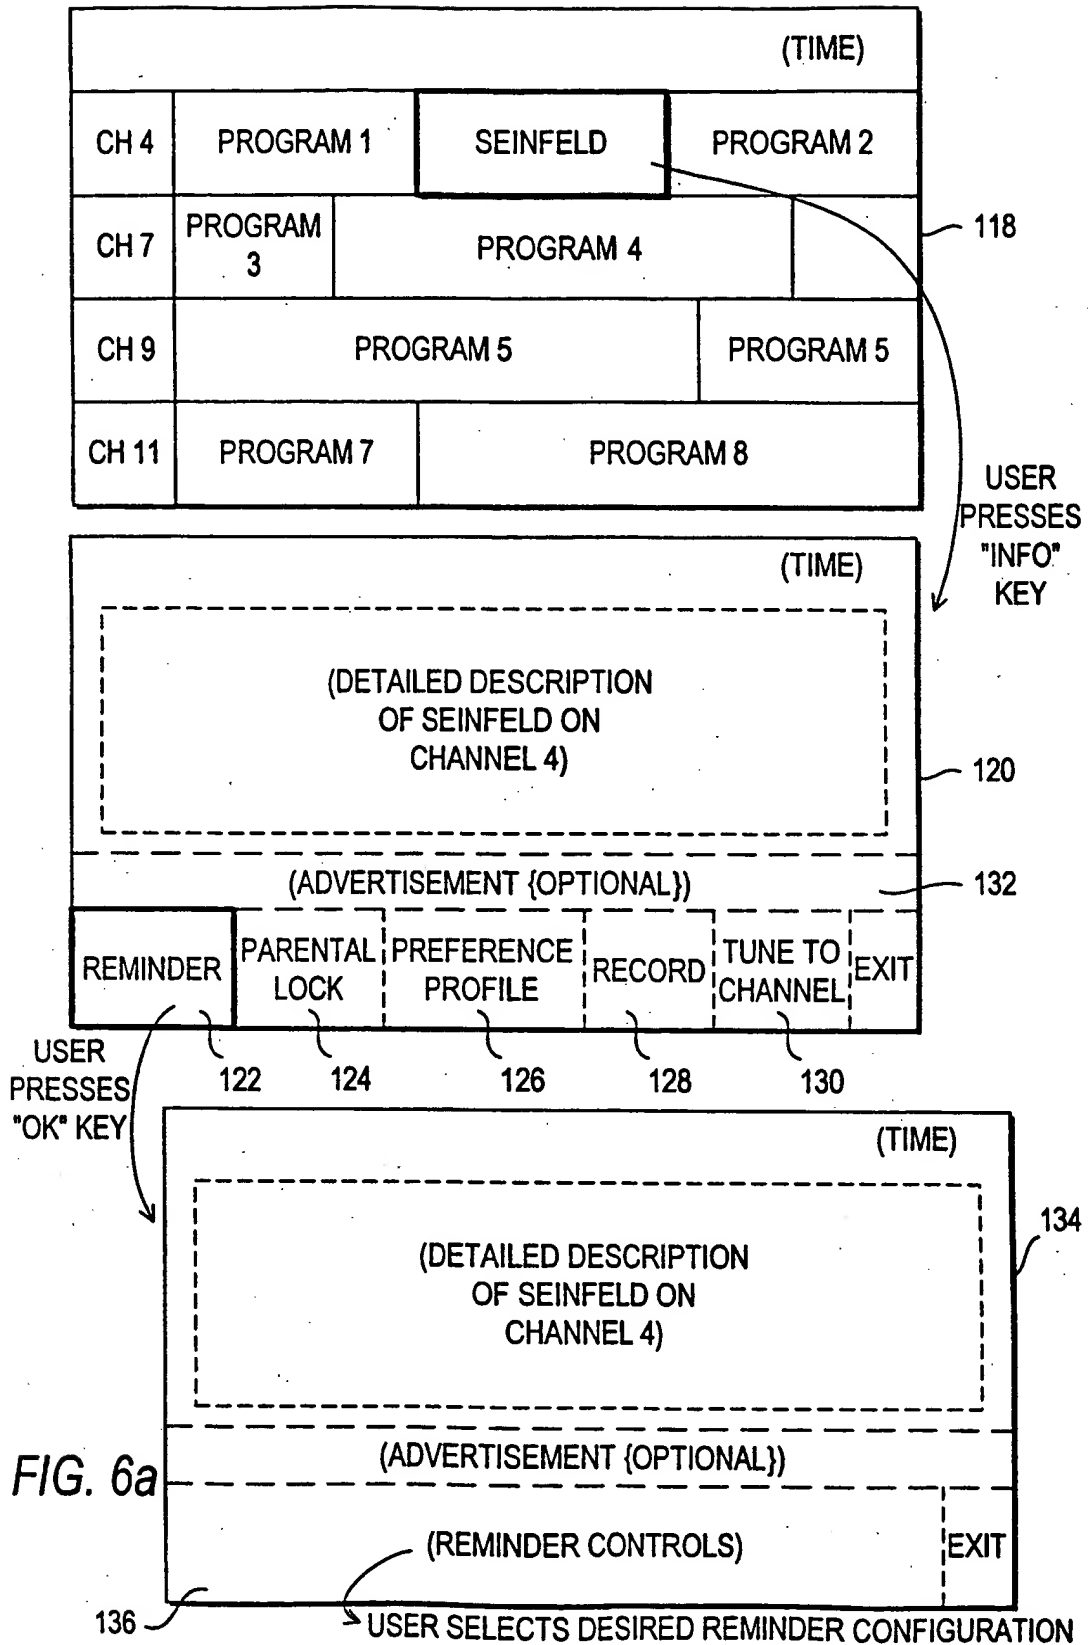 (TIME)
CH 4 PROGRAM 1 SEINFELD PROGRAM 2
CH 7 PROGRAM 3 PROGRAM 4
118
CH 9 PROGRAM 5 PROGRAM 5
CH 11 PROGRAM 7 PROGRAM 8
USER
PRESSES
"INFO"
KEY
(TIME)
(DETAILED DESCRIPTION
OF SEINFELD ON
CHANNEL 4)
120
(ADVERTISEMENT {OPTIONAL})
132
REMINDER
PARENTAL
LOCK
PREFERENCE
PROFILE
RECORD
TUNE TO
CHANNEL
EXIT
122 124 126 128 130
USER
PRESSES
"OK" KEY
(TIME)
134
(DETAILED DESCRIPTION
OF SEINFELD ON
CHANNEL 4)
(ADVERTISEMENT {OPTIONAL})
FIG. 6a
(REMINDER CONTROLS) EXIT
136
USER SELECTS DESIRED REMINDER CONFIGURATION